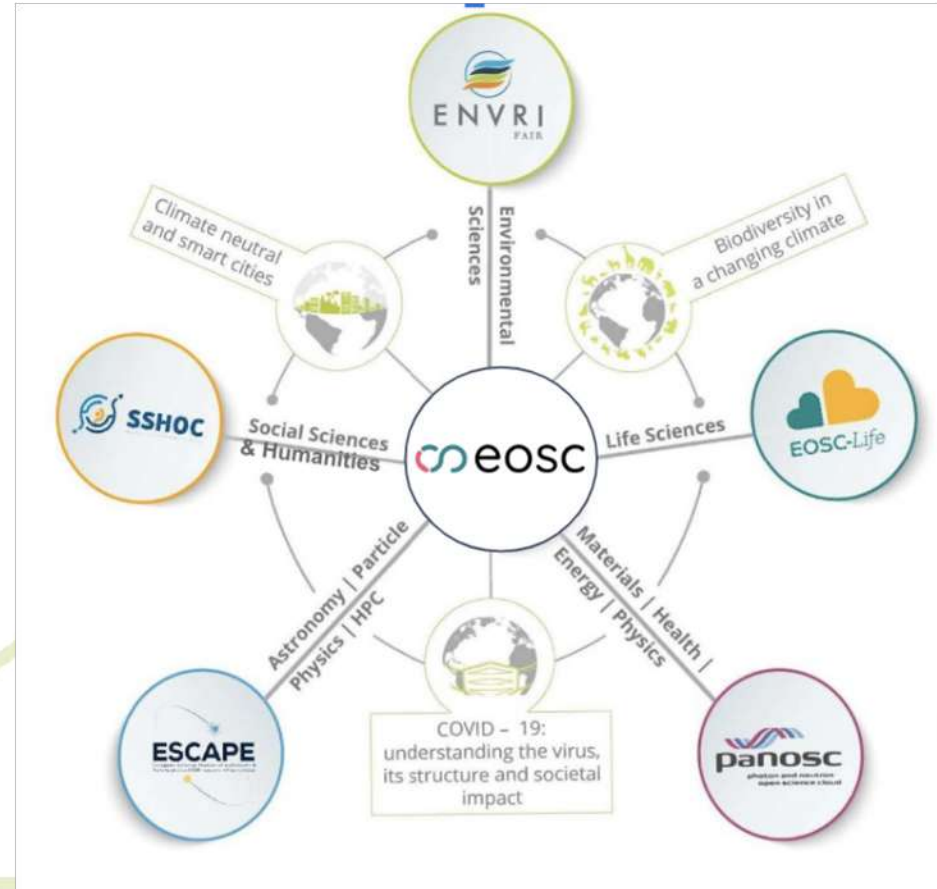 ENVRI
FAIR
Climate neutral
and smart cities
Environmental
Sciences
Biodiversity in
a changing climate
SSHOC
Social Sciences
& Humanities
eosc
Life Sciences
EOSC-Life
Astronomy | Particle
Physics | HPC
Materials | Health |
Energy | Physics
ESCAPE
COVID – 19:
understanding the virus,
its structure and societal
impact
panosc
photon and neutron
open science cloud